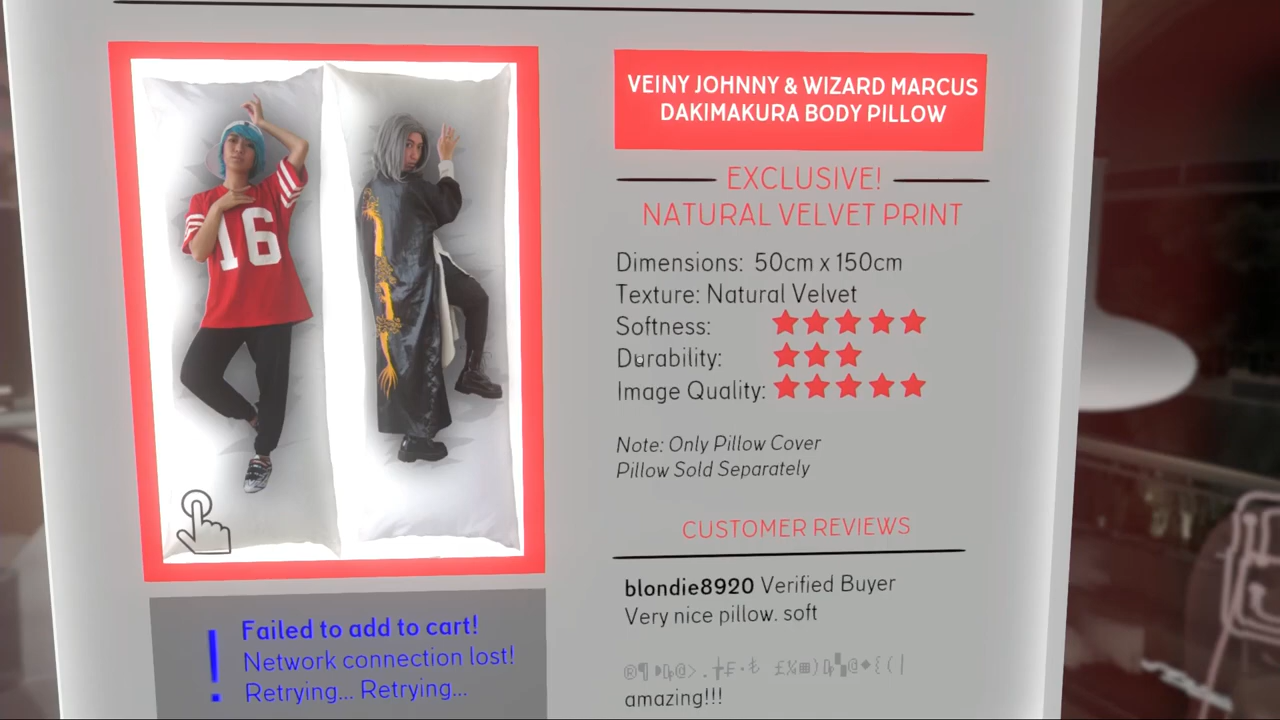 VEINY JOHNNY & WIZARD MARCUS
DAKIMAKURA BODY PILLOW
EXCLUSIVE!
NATURAL VELVET PRINT
Dimensions: 50cm x 150cm
Texture: Natural Velvet
Softness: ★★★★★
Durability: ★★★
Image Quality: ★★★★★
Note: Only Pillow Cover
Pillow Sold Separately
CUSTOMER REVIEWS
blondie8920 Verified Buyer
Very nice pillow. soft
amazing!!!
16
Failed to add to cart!
Network connection lost!
Retrying... Retrying...
!